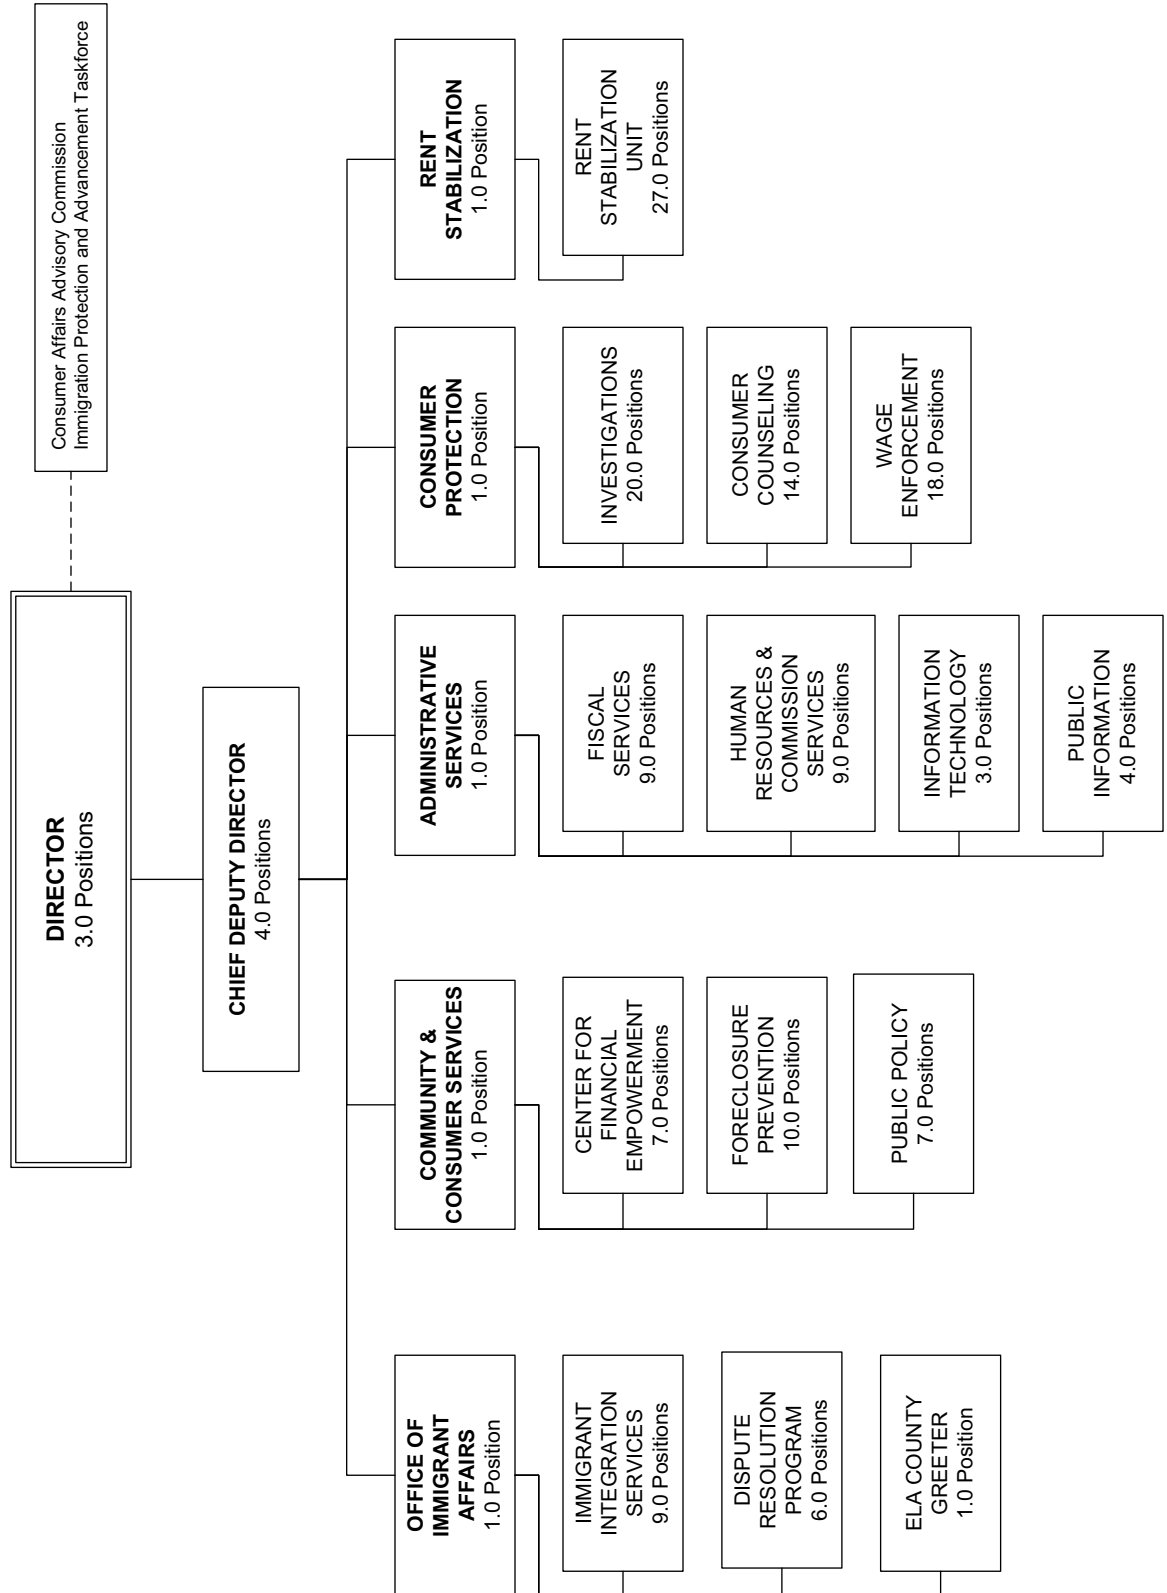 Consumer Affairs Advisory Commission
Immigration Protection and Advancement Taskforce
DIRECTOR
3.0 Positions
CHIEF DEPUTY DIRECTOR
4.0 Positions
OFFICE OF
IMMIGRANT
AFFAIRS
1.0 Position
IMMIGRANT
INTEGRATION
SERVICES
9.0 Positions
DISPUTE
RESOLUTION
PROGRAM
6.0 Positions
ELA COUNTY
GREETER
1.0 Position
COMMUNITY &
CONSUMER SERVICES
1.0 Position
CENTER FOR
FINANCIAL
EMPOWERMENT
7.0 Positions
FORECLOSURE
PREVENTION
10.0 Positions
PUBLIC POLICY
7.0 Positions
ADMINISTRATIVE
SERVICES
1.0 Position
FISCAL
SERVICES
9.0 Positions
HUMAN
RESOURCES &
COMMISSION
SERVICES
9.0 Positions
INFORMATION
TECHNOLOGY
3.0 Positions
PUBLIC
INFORMATION
4.0 Positions
CONSUMER
PROTECTION
1.0 Position
INVESTIGATIONS
20.0 Positions
CONSUMER
COUNSELING
14.0 Positions
WAGE
ENFORCEMENT
18.0 Positions
RENT
STABILIZATION
1.0 Position
RENT
STABILIZATION
UNIT
27.0 Positions